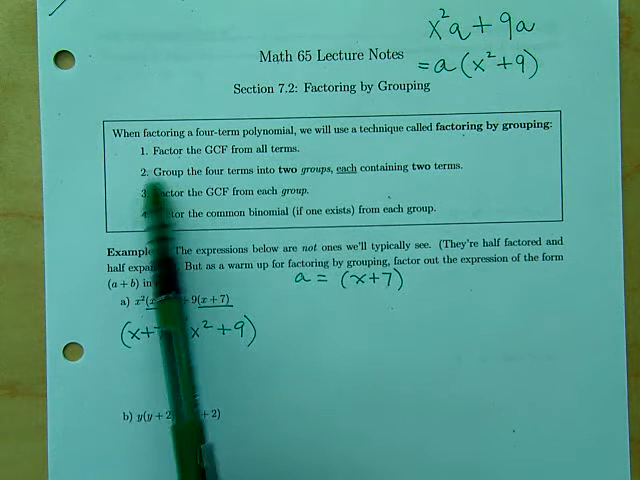 x²a + 9a
Math 65 Lecture Notes
= a (x² + 9)
Section 7.2: Factoring by Grouping
When factoring a four-term polynomial, we will use a technique called factoring by grouping:
1. Factor the GCF from all terms.
2. Group the four terms into two groups, each containing two terms.
3. Factor the GCF from each group.
4. Factor the common binomial (if one exists) from each group.
Example The expressions below are not ones we'll typically see. (They're half factored and
half But as a warm up for factoring by grouping, factor out the expression of the form
(a + b) in
a = (x+7)
a) x²( + 9(x + 7)
(x+ x² + 9)
b) y(y + 2 + 2)